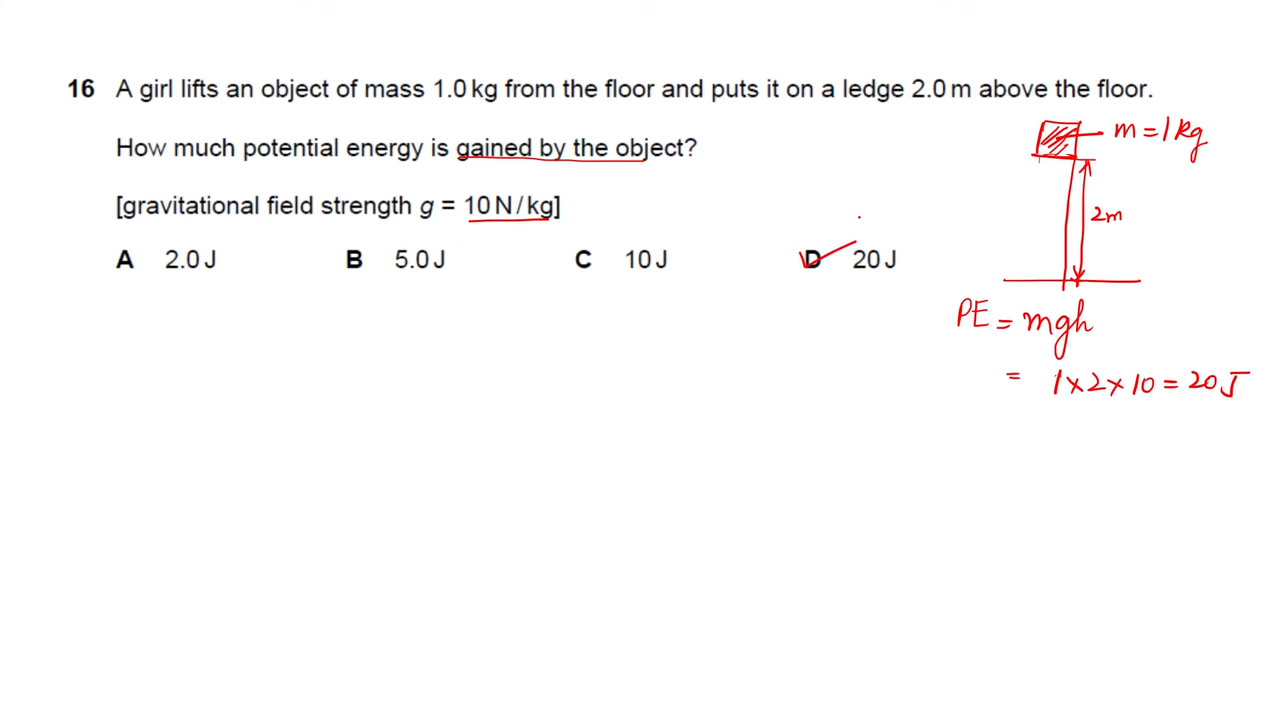 16 A girl lifts an object of mass 1.0 kg from the floor and puts it on a ledge 2.0 m above the floor.
m = 1 kg
How much potential energy is gained by the object?
[gravitational field strength g = 10 N / kg]
2m
A 2.0 J B 5.0 J C 10 J D 20 J
PE = mgh
= 1 × 2 × 10 = 20 J